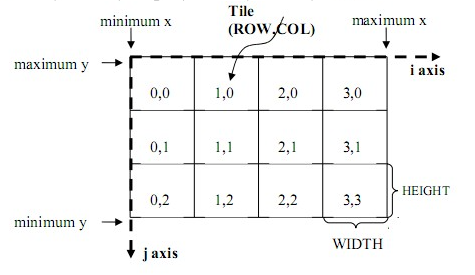 minimum x
Tile
(ROW,COL)
maximum x
maximum y
i axis
0,0 1,0 2,0 3,0
0,1 1,1 2,1 3,1
0,2 1,2 2,2 3,3
HEIGHT
minimum y
WIDTH
j axis